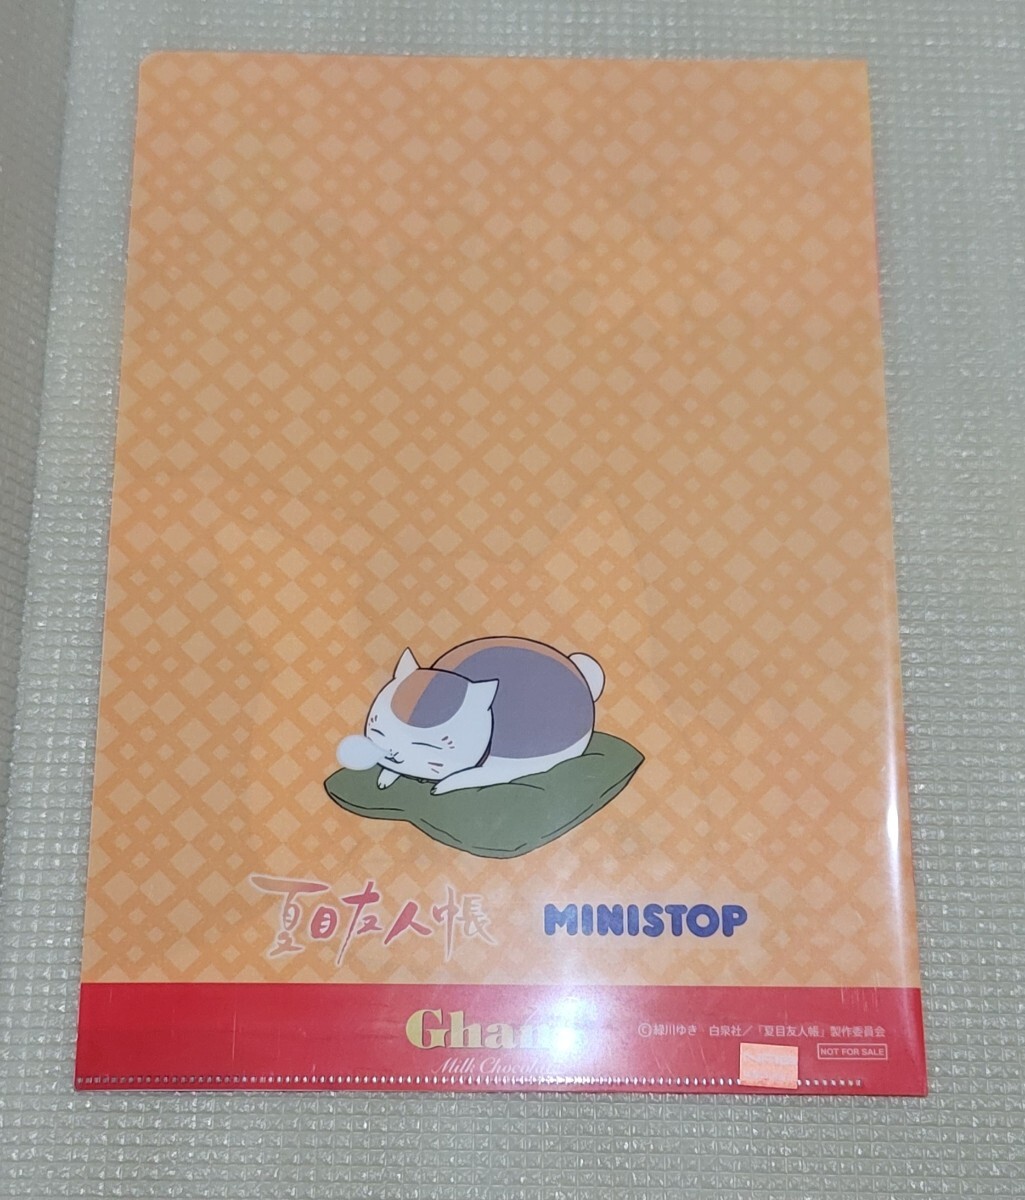 夏目友人帳
MINISTOP
Ghana
Milk Chocolate
©緑川ゆき 白泉社/「夏目友人帳」製作委員会
NOT FOR SALE